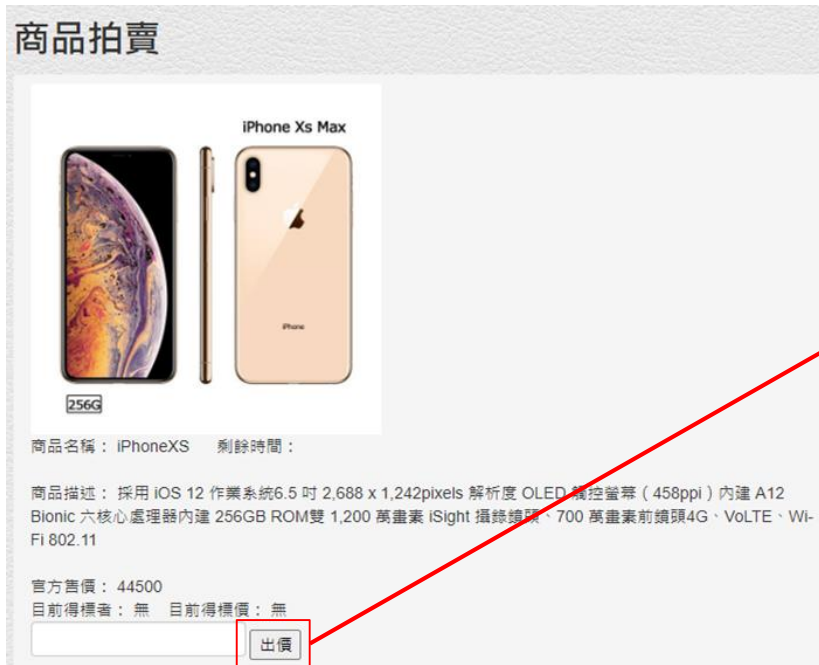 商品拍賣
iPhone Xs Max
iPhone
256G
商品名稱： iPhoneXS 剩餘時間：
商品描述： 採用 iOS 12 作業系統6.5 吋 2,688 x 1,242pixels 解析度 OLED 觸控螢幕（458ppi）內建 A12
Bionic 六核心處理器內建 256GB ROM雙 1,200 萬畫素 iSight 攝錄鏡頭、700 萬畫素前鏡頭4G、VoLTE、Wi-
Fi 802.11
官方售價： 44500
目前得標者： 無 目前得標價： 無
出價